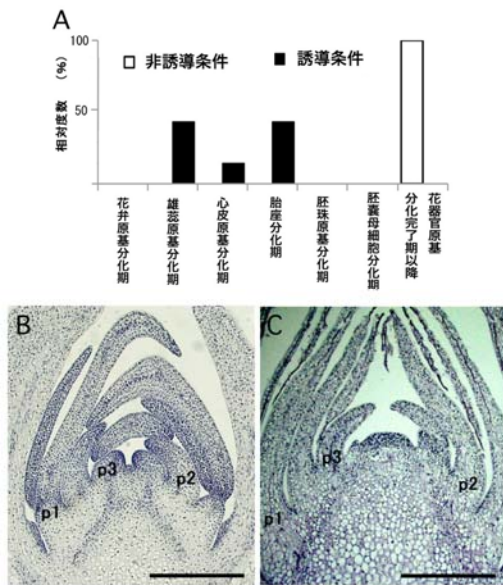 A
100
50
相対度数 (%)
非誘導条件
誘導条件
花弁原基分化期
雄蕊原基分化期
心皮原基分化期
胎座分化期
胚珠原基分化期
胚嚢母細胞分化期
花器官原基
分化完了期以降
B
p1
p3
p2
C
p1
p3
p2